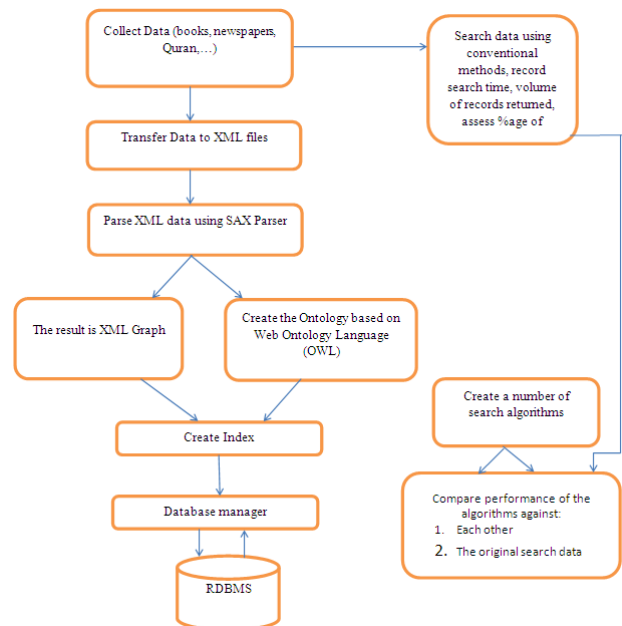 Collect Data (books, newspapers,
Quran,...)
Search data using
conventional
methods, record
search time, volume
of records returned,
assess %age of
Transfer Data to XML files
Parse XML data using SAX Parser
The result is XML Graph
Create the Ontology based on
Web Ontology Language
(OWL)
Create a number of
search algorithms
Create Index
Compare performance of the
algorithms against:
1. Each other
2. The original search data
Database manager
RDBMS